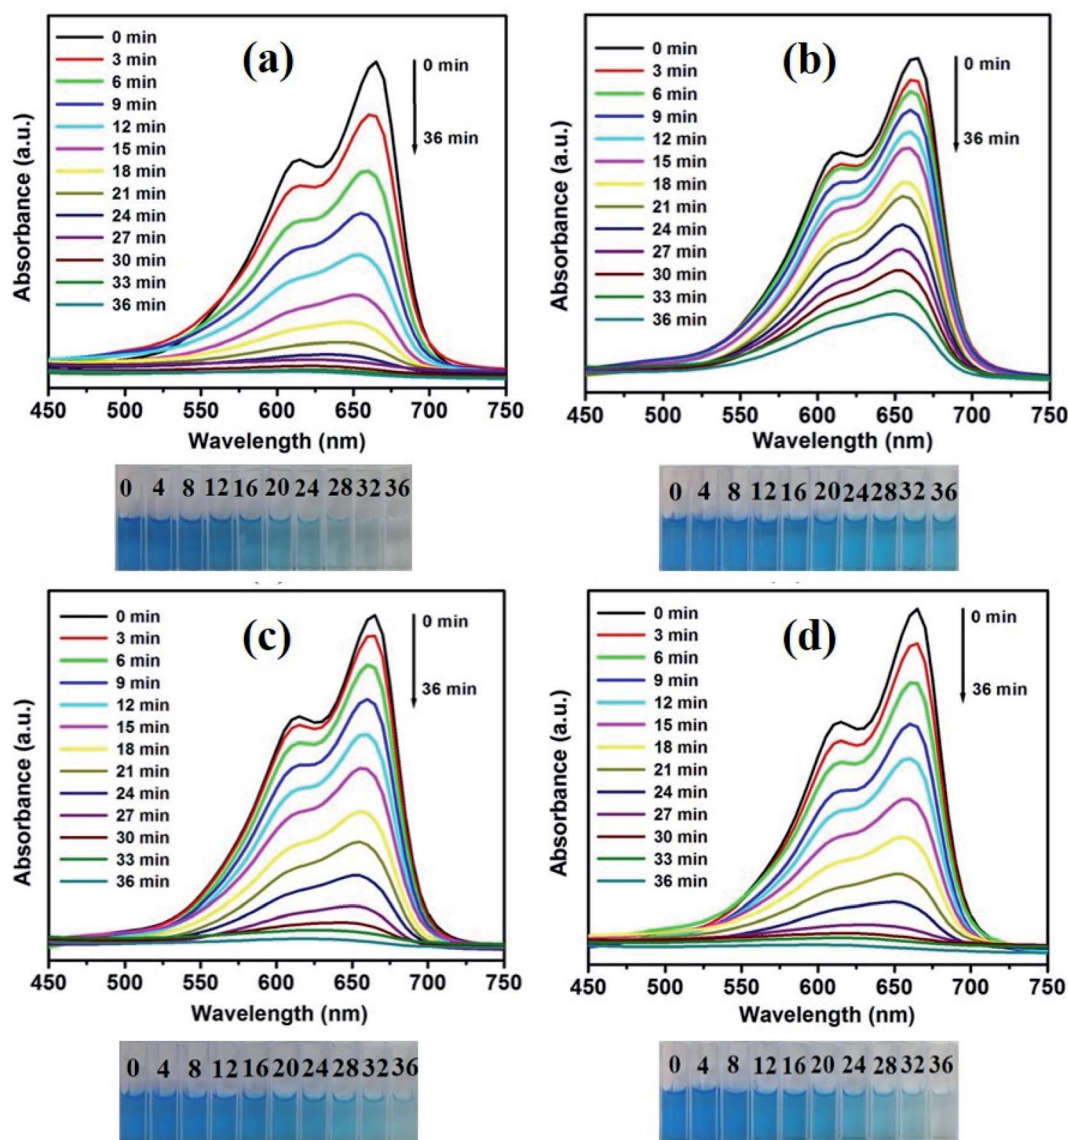 (a)
0 min
3 min
6 min
9 min
12 min
15 min
18 min
21 min
24 min
27 min
30 min
33 min
36 min
0 min
36 min
Absorbance (a.u.)
450 500 550 600 650 700 750
Wavelength (nm)
0 4 8 12 16 20 24 28 32 36
(b)
0 min
3 min
6 min
9 min
12 min
15 min
18 min
21 min
24 min
27 min
30 min
33 min
36 min
0 min
36 min
Absorbance (a.u.)
450 500 550 600 650 700 750
Wavelength (nm)
0 4 8 12 16 20 24 28 32 36
(c)
0 min
3 min
6 min
9 min
12 min
15 min
18 min
21 min
24 min
27 min
30 min
33 min
36 min
0 min
36 min
Absorbance (a.u.)
450 500 550 600 650 700 750
Wavelength (nm)
0 4 8 12 16 20 24 28 32 36
(d)
0 min
3 min
6 min
9 min
12 min
15 min
18 min
21 min
24 min
27 min
30 min
33 min
36 min
0 min
36 min
Absorbance (a.u.)
450 500 550 600 650 700 750
Wavelength (nm)
0 4 8 12 16 20 24 28 32 36